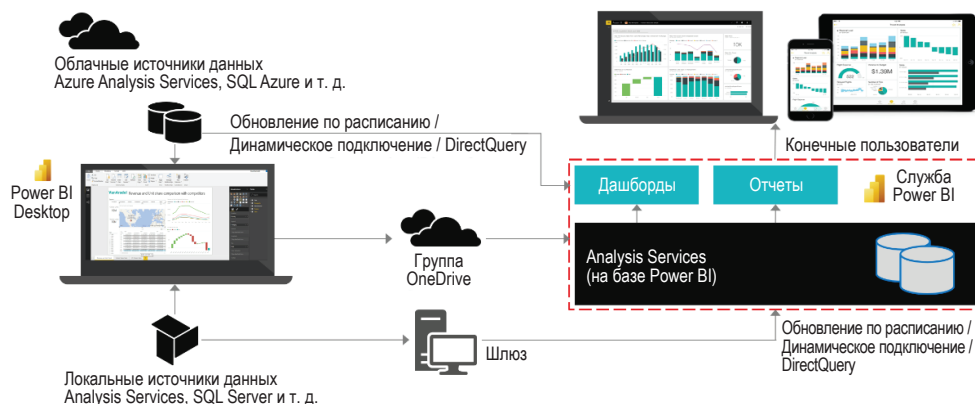 Облачные источники данных
Azure Analysis Services, SQL Azure и т. д.
Обновление по расписанию /
Динамическое подключение / DirectQuery
Конечные пользователи
Power BI
Desktop
Дашборды
Отчеты
Служба
Power BI
Группа
OneDrive
Analysis Services
(на базе Power BI)
Шлюз
Обновление по расписанию /
Динамическое подключение /
DirectQuery
Локальные источники данных
Analysis Services, SQL Server и т. д.